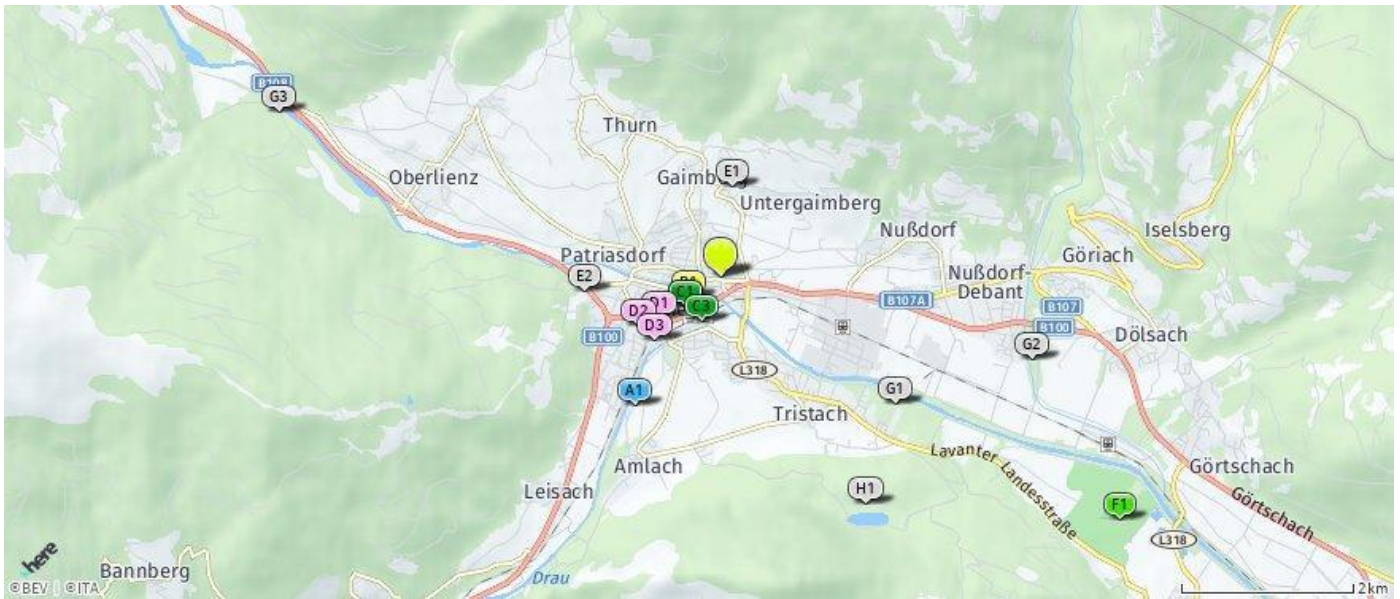 B108
G3
Thurn
Oberlienz
Gaimb
E1
Untergaimberg
Nußdorf
Iselsberg
Patriasdorf
Göriach
E2
Nußdorf-
Debant
C1
D1
B107A
C3
B107
D2
D3
B100
B100
Dölsach
G2
L318
A1
G1
Tristach
Lavanter Landesstraße
Amlach
Görtschach
Leisach
H1
Görtschach
F1
L318
here
Bannberg
Drau
©BEV | ©ITA
2 km